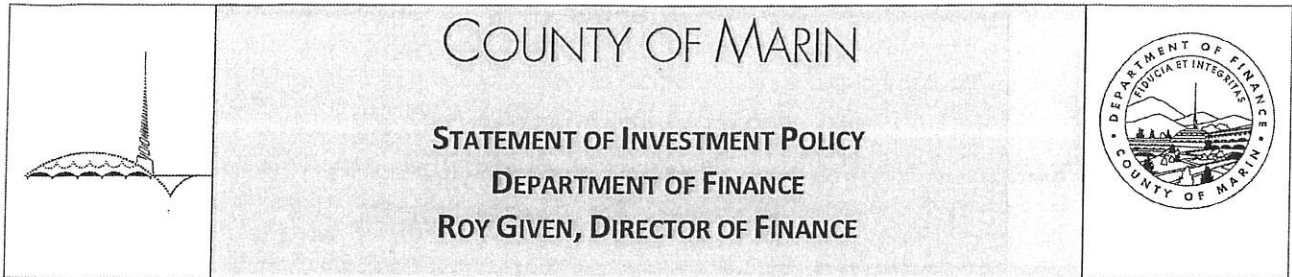 COUNTY OF MARIN
STATEMENT OF INVESTMENT POLICY
DEPARTMENT OF FINANCE
ROY GIVEN, DIRECTOR OF FINANCE
DEPARTMENT OF FINANCE
FIDUCIA ET INTEGRITAS
COUNTY OF MARIN